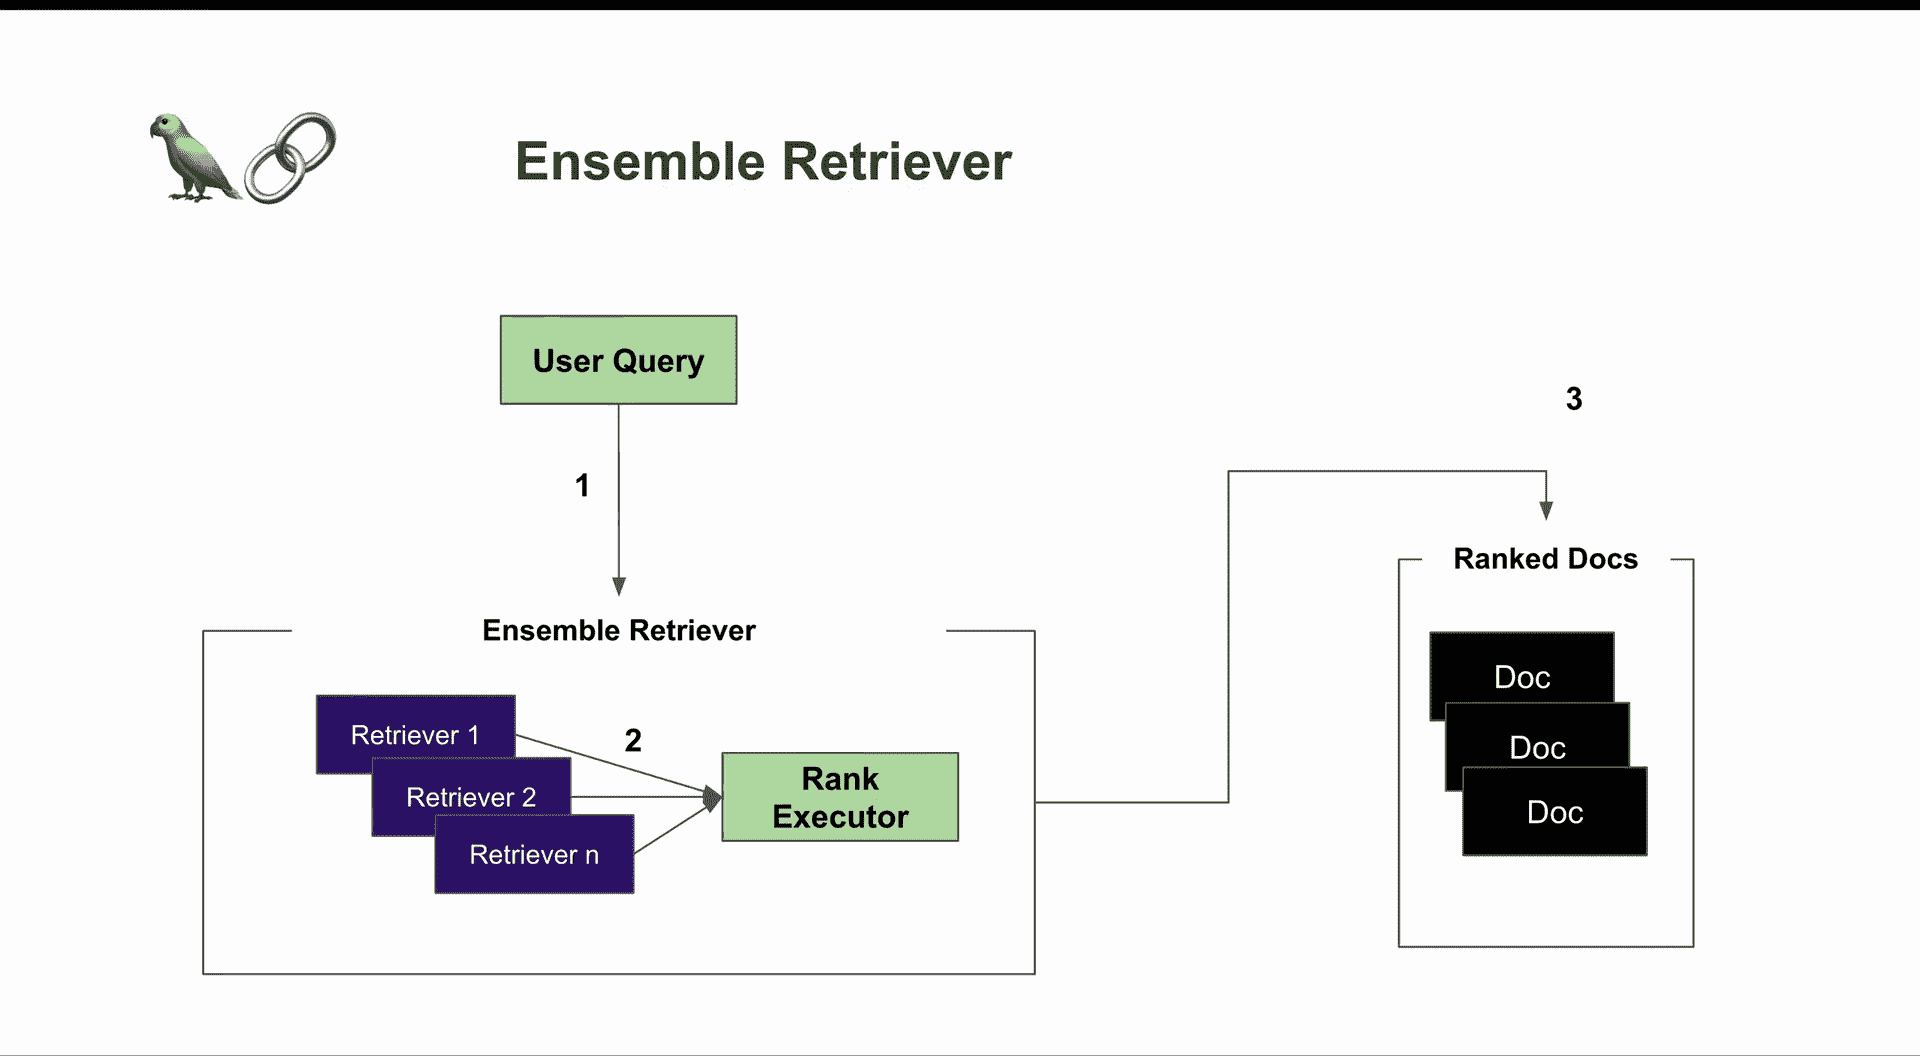 Ensemble Retriever
User Query
1
3
Ranked Docs
Ensemble Retriever
Retriever 1
2
Retriever 2
Retriever n
Rank
Executor
Doc
Doc
Doc